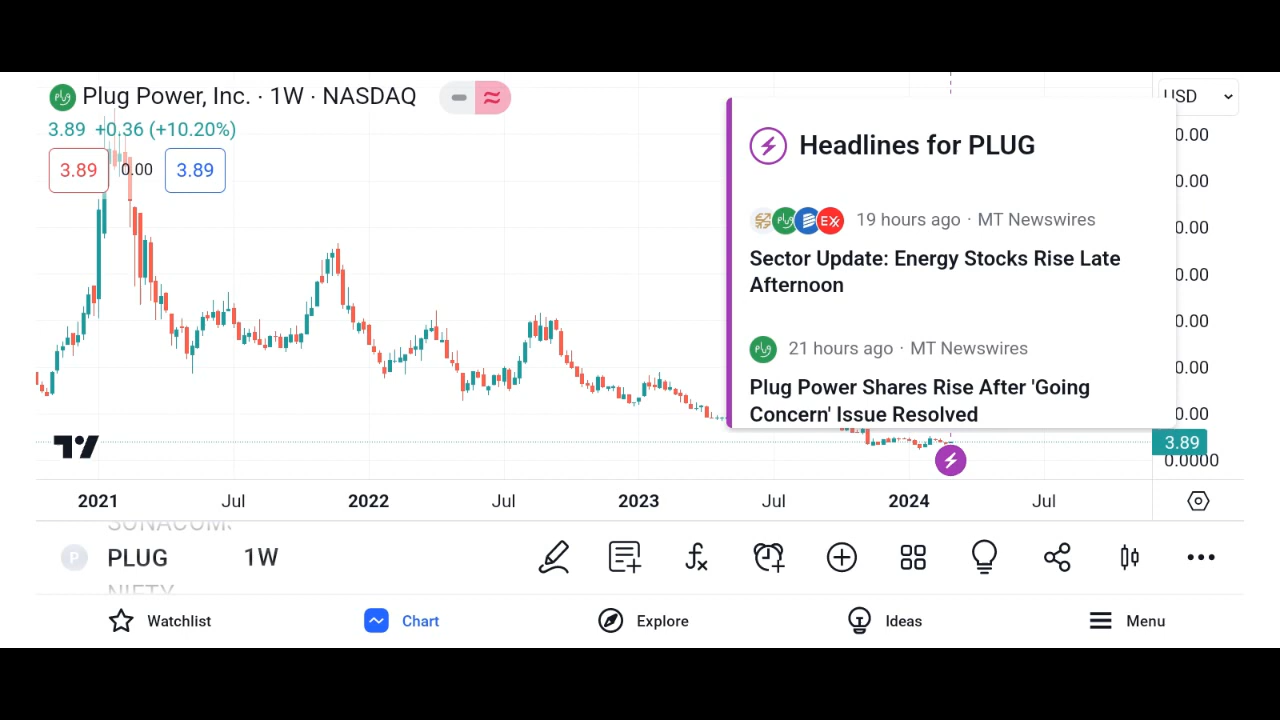 Plug Power, Inc. · 1W · NASDAQ
USD
3.89 +0.36 (+10.20%)
3.89 0.00 3.89
Headlines for PLUG
19 hours ago · MT Newswires
Sector Update: Energy Stocks Rise Late
Afternoon
21 hours ago · MT Newswires
Plug Power Shares Rise After 'Going
Concern' Issue Resolved
0.00
0.00
0.00
0.00
0.00
0.00
0.00
3.89
0.0000
2021 Jul 2022 Jul 2023 Jul 2024 Jul
PLUG 1W
NIFTY
Watchlist Chart Explore Ideas Menu